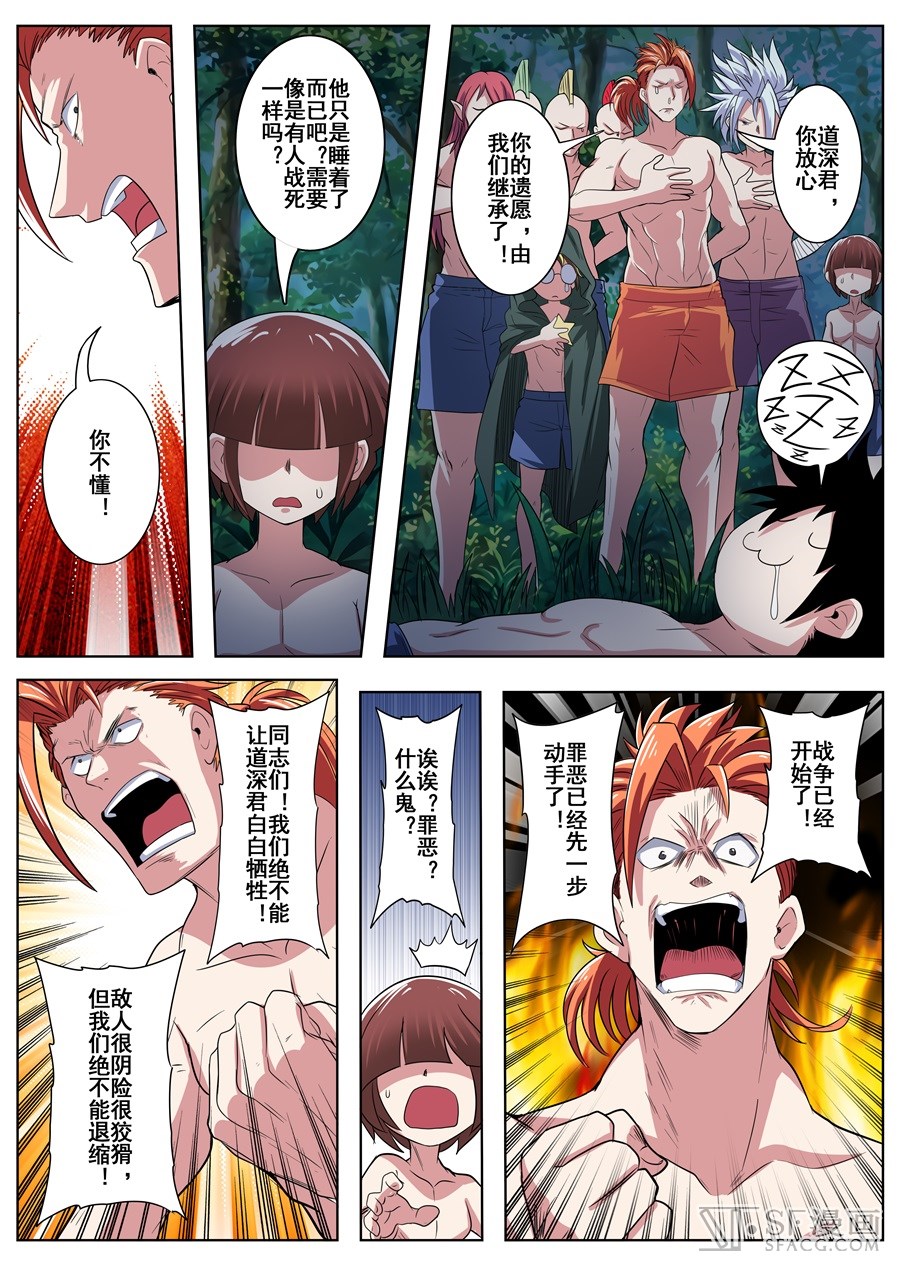 道深君，
你放心
你的遗愿，由
我们继承了！
ZZZZZ
他只是睡着了
而已吧？需要
像是有人战死
一样吗？
你不懂！
战争已经
开始了！
罪恶已经先一步
动手了！
诶诶？罪恶？
什么鬼？
同志们！我们绝不能
让道深君白白牺牲！
敌人很阴险很狡猾，
但我们绝不能退缩！
SF漫画
SFACG.COM